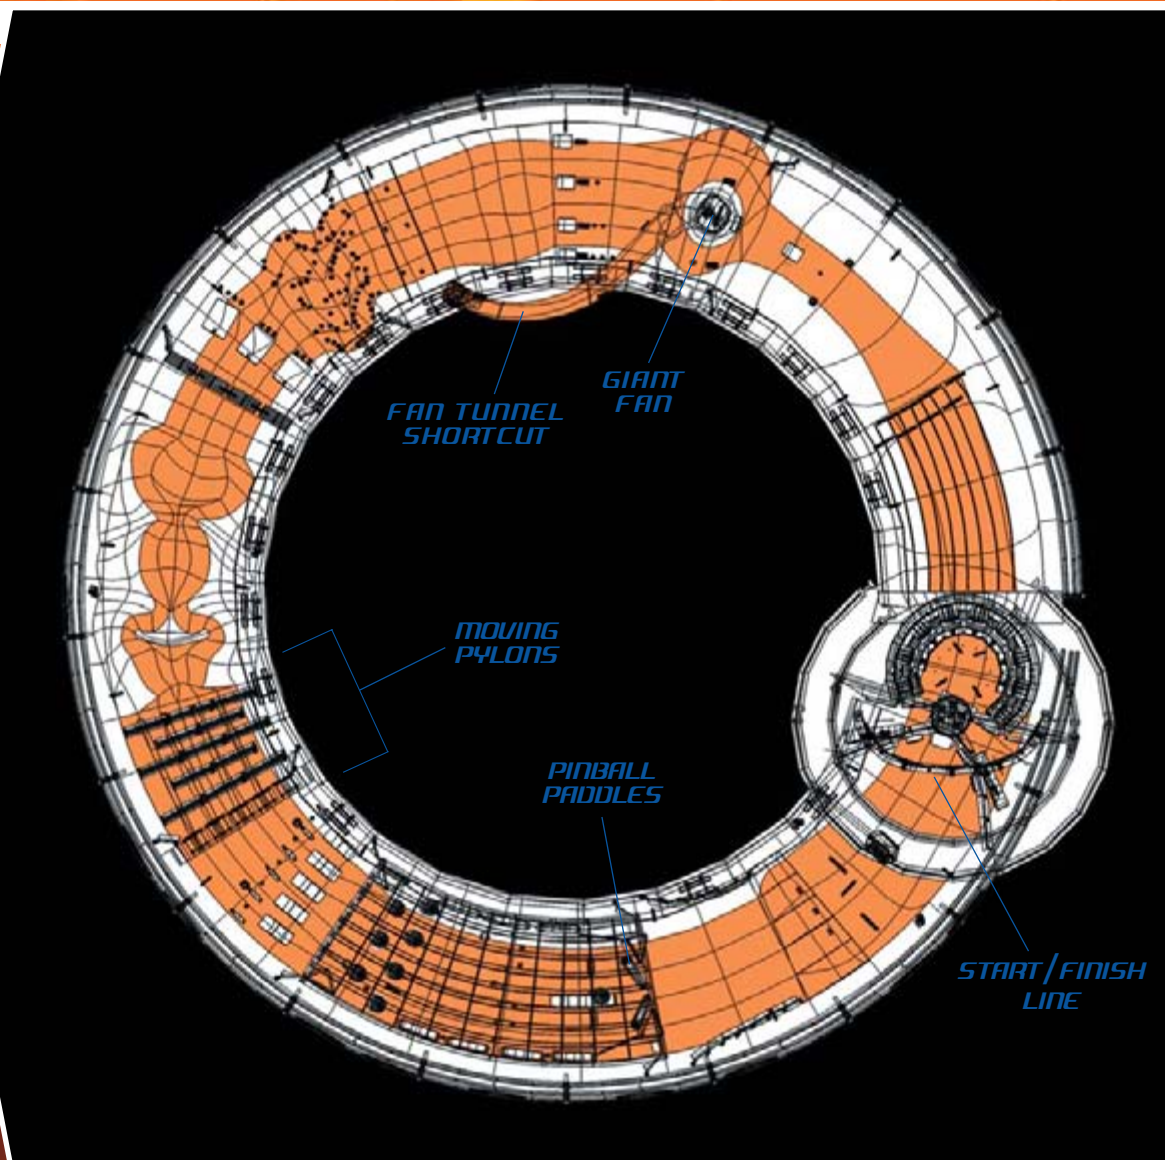 GIANT
FAN
FAN TUNNEL
SHORTCUT
MOVING
PYLONS
PINBALL
PADDLES
START/FINISH
LINE